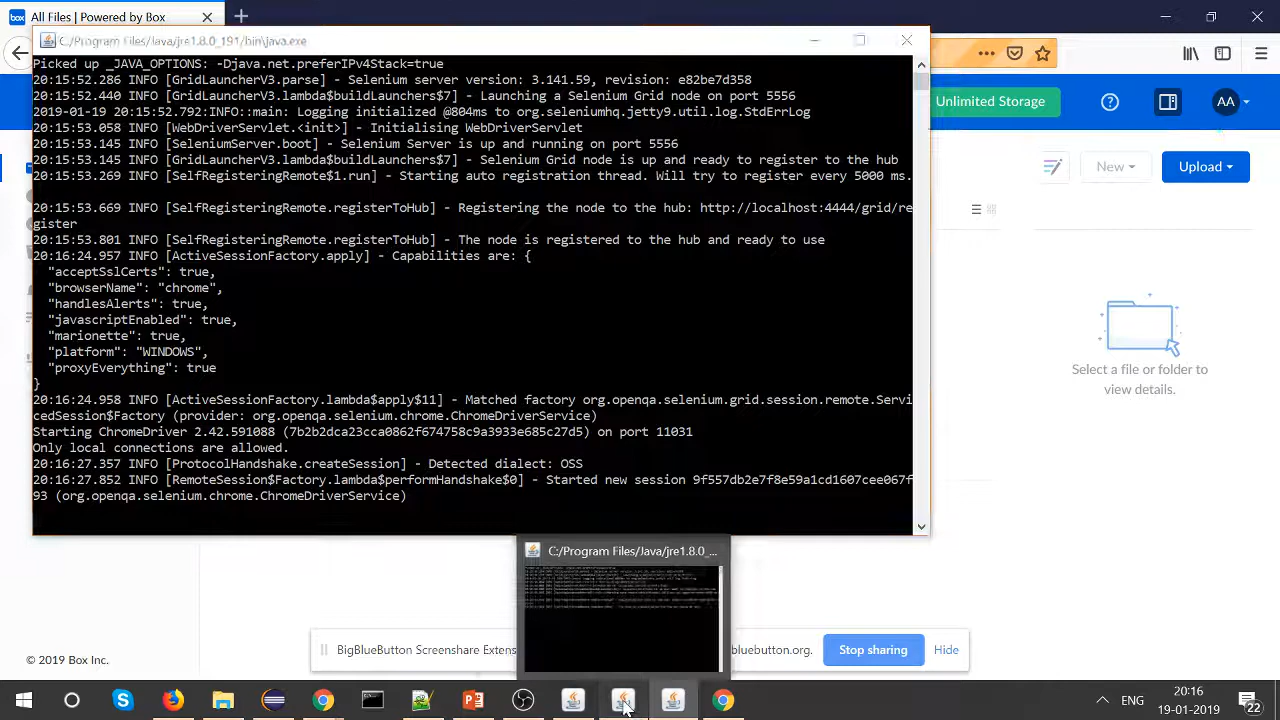 All Files | Powered by Box
C:/Program Files/Java/jre1.8.0_191/bin\java.exe
Picked up _JAVA_OPTIONS: -Djava.net.preferIPv4Stack=true
20:15:52.286 INFO [GridLauncherV3.parse] - Selenium server version: 3.141.59, revision: e82be7d358
20:15:52.440 INFO [GridLauncherV3.lambda$buildLaunchers$7] - Launching a Selenium Grid node on port 5556
2019-01-19 20:15:52.792:INFO::main: Logging initialized @804ms to org.seleniumhq.jetty9.util.log.StdErrLog
20:15:53.058 INFO [WebDriverServlet.<init>] - Initialising WebDriverServlet
20:15:53.143 INFO [SeleniumServer.boot] - Selenium Server is up and running on port 5556
20:15:53.145 INFO [GridLauncherV3.lambda$buildLaunchers$7] - Selenium Grid node is up and ready to register to the hub
20:15:53.269 INFO [SelfRegisteringRemote$1.run] - Starting auto registration thread. Will try to register every 5000 ms.
20:15:53.669 INFO [SelfRegisteringRemote.registerToHub] - Registering the node to the hub: http://localhost:4444/grid/re
gister
20:15:53.801 INFO [SelfRegisteringRemote.registerToHub] - The node is registered to the hub and ready to use
20:16:24.957 INFO [ActiveSessionFactory.apply] - Capabilities are: {
"acceptSslCerts": true,
"browserName": "chrome",
"handlesAlerts": true,
"javascriptEnabled": true,
"marionette": true,
"platform": "WINDOWS",
"proxyEverything": true
}
20:16:24.958 INFO [ActiveSessionFactory.lambda$apply$11] - Matched factory org.openqa.selenium.grid.session.remote.Servi
cedSession$Factory (provider: org.openqa.selenium.chrome.ChromeDriverService)
Starting ChromeDriver 2.42.591088 (7b2b2dca23cca0862f674758c9a3933e685c27d5) on port 11031
Only local connections are allowed.
20:16:27.357 INFO [ProtocolHandshake.createSession] - Detected dialect: OSS
20:16:27.852 INFO [RemoteSession$Factory.lambda$performHandshake$0] - Started new session 9f557db2e7f8e59a1cd1607cee067f
93 (org.openqa.selenium.chrome.ChromeDriverService)
Unlimited Storage
AA
New
Upload
Select a file or folder to
view details.
C:/Program Files/Java/jre1.8.0_...
© 2019 Box Inc.
BigBlueButton Screenshare Extens
bluebutton.org.
Stop sharing
Hide
ENG
20:16
19-01-2019
22